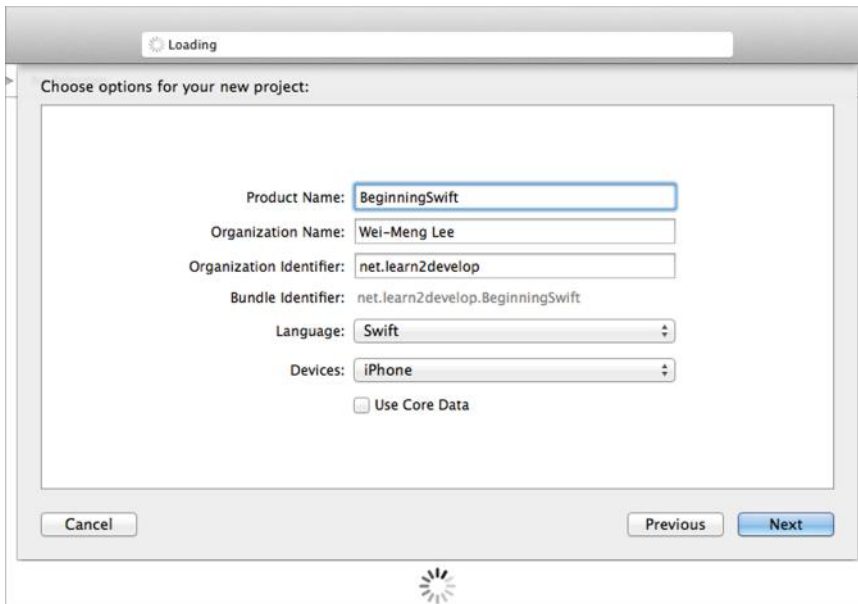 Loading
Choose options for your new project:
Product Name: BeginningSwift
Organization Name: Wei-Meng Lee
Organization Identifier: net.learn2develop
Bundle Identifier: net.learn2develop.BeginningSwift
Language: Swift
Devices: iPhone
Use Core Data
Cancel Previous Next